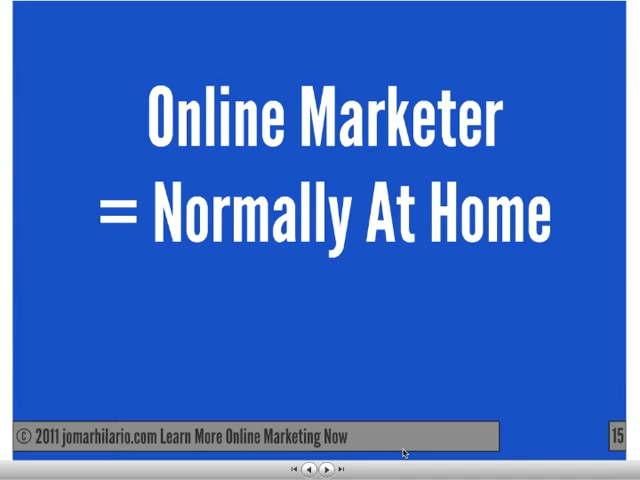 Online Marketer
= Normally At Home
© 2011 jomarhilario.com Learn More Online Marketing Now
15